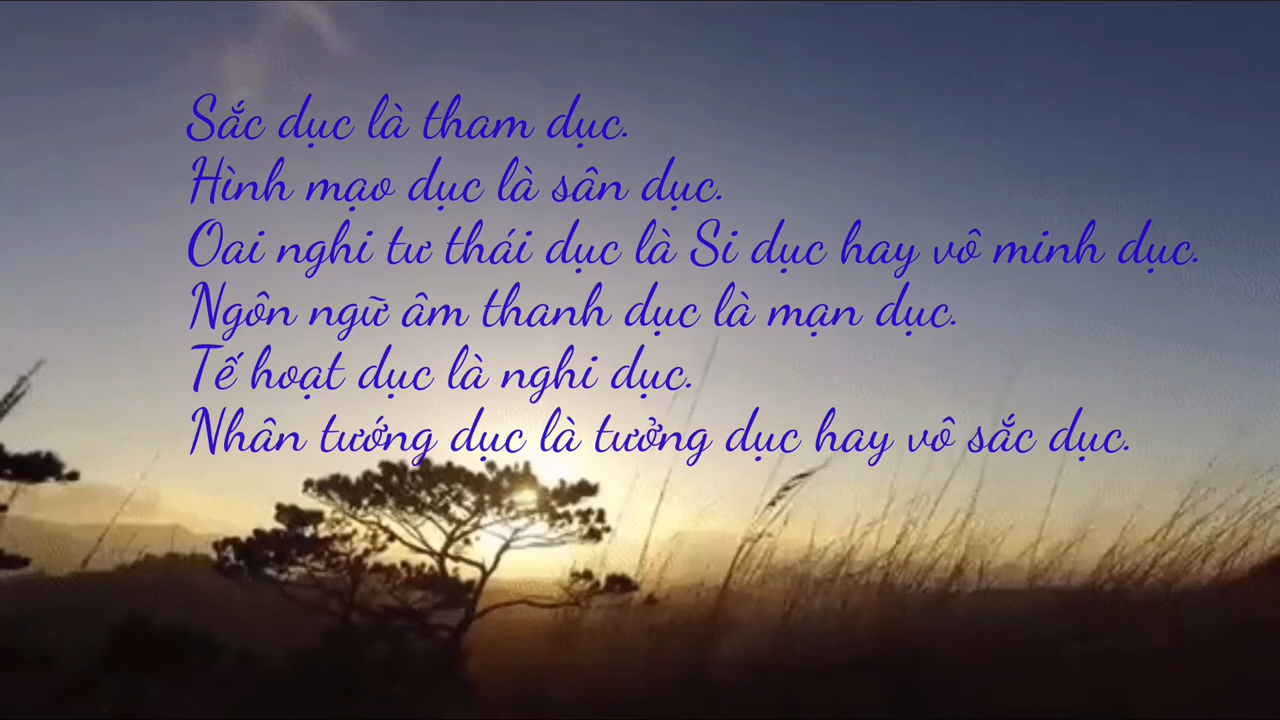 Sắc dục là tham dục.
Hình mạo dục là sân dục.
Oai nghi tư thái dục là Si dục hay vô minh dục.
Ngôn ngữ âm thanh dục là mạn dục.
Tế hoạt dục là nghi dục.
Nhân tướng dục là tưởng dục hay vô sắc dục.